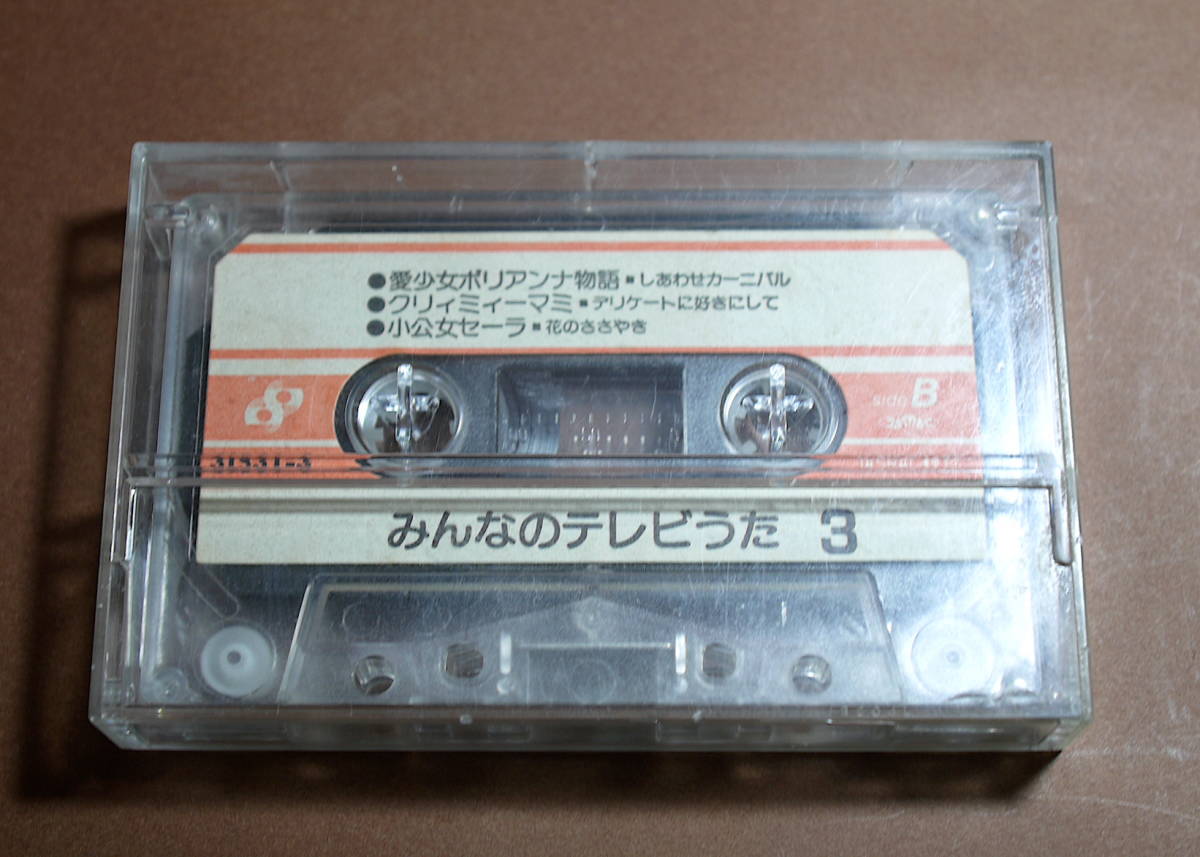 ●愛少女ポリアンナ物語■しあわせカーニバル
●クリィミィーマミ■デリケートに好きにして
●小公女セーラ■花のささやき
side B
31531-3
みんなのテレビうた 3